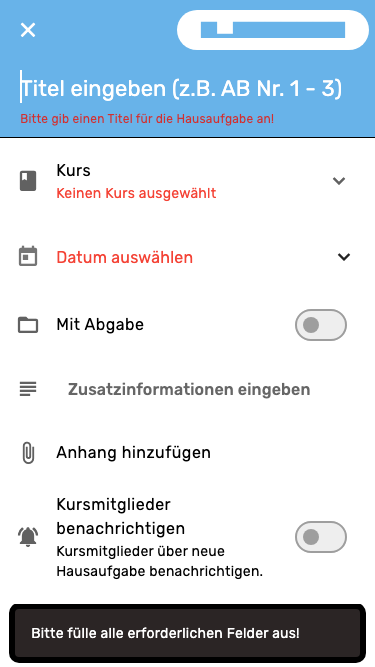 Titel eingeben (z.B. AB Nr. 1 - 3)
Bitte gib einen Titel für die Hausaufgabe an!
Kurs
Keinen Kurs ausgewählt
Datum auswählen
Mit Abgabe
Zusatzinformationen eingeben
Anhang hinzufügen
Kursmitglieder
benachrichtigen
Kursmitglieder über neue
Hausaufgabe benachrichtigen.
Bitte fülle alle erforderlichen Felder aus!